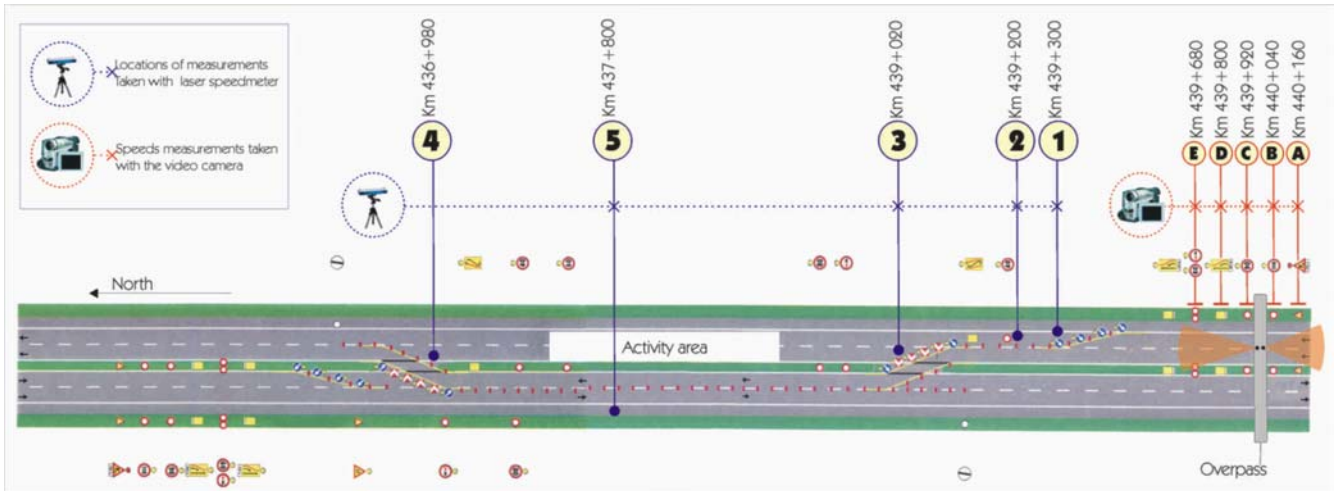 Locations of measurements
Taken with laser speedmeter
Speeds measurements taken
with the video camera
Km 436+980
Km 437+800
Km 439+020
Km 439+200
Km 439+300
Km 439+680
Km 439+800
Km 439+920
Km 440+040
Km 440+160
4
5
3
2
1
E
D
C
B
A
North
Activity area
Overpass